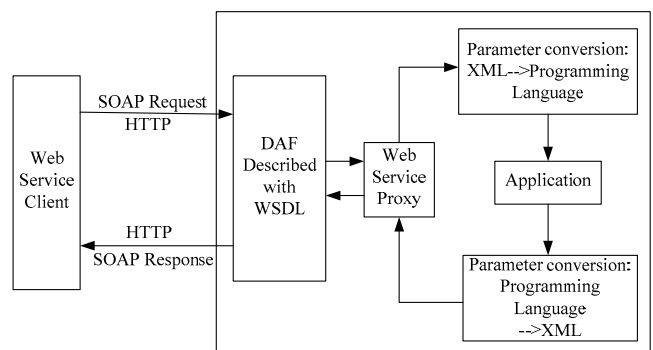 Parameter conversion:
XML-->Programming
Language
SOAP Request
HTTP
Web
Service
Client
DAF
Described
with
WSDL
Web
Service
Proxy
Application
HTTP
SOAP Response
Parameter conversion:
Programming
Language
-->XML